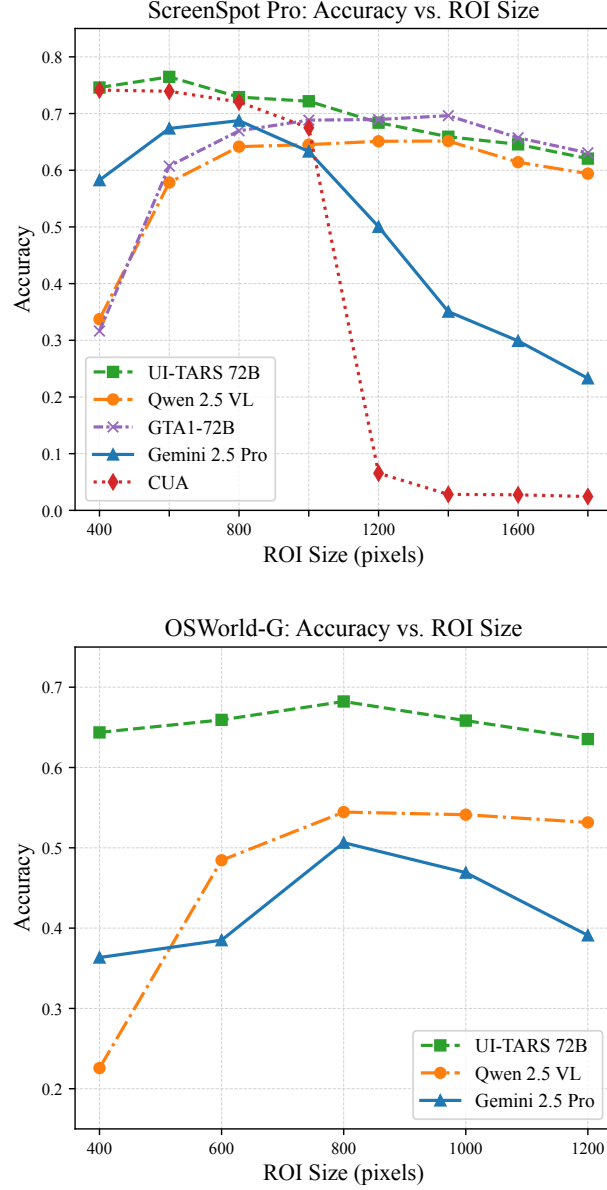 ScreenSpot Pro: Accuracy vs. ROI Size
0.8
0.7
0.6
0.5
0.4
0.3
0.2
0.1
0.0
Accuracy
UI-TARS 72B
Qwen 2.5 VL
GTA1-72B
Gemini 2.5 Pro
CUA
400
800
1200
1600
ROI Size (pixels)
OSWorld-G: Accuracy vs. ROI Size
0.7
0.6
0.5
0.4
0.3
0.2
Accuracy
UI-TARS 72B
Qwen 2.5 VL
Gemini 2.5 Pro
400
600
800
1000
1200
ROI Size (pixels)